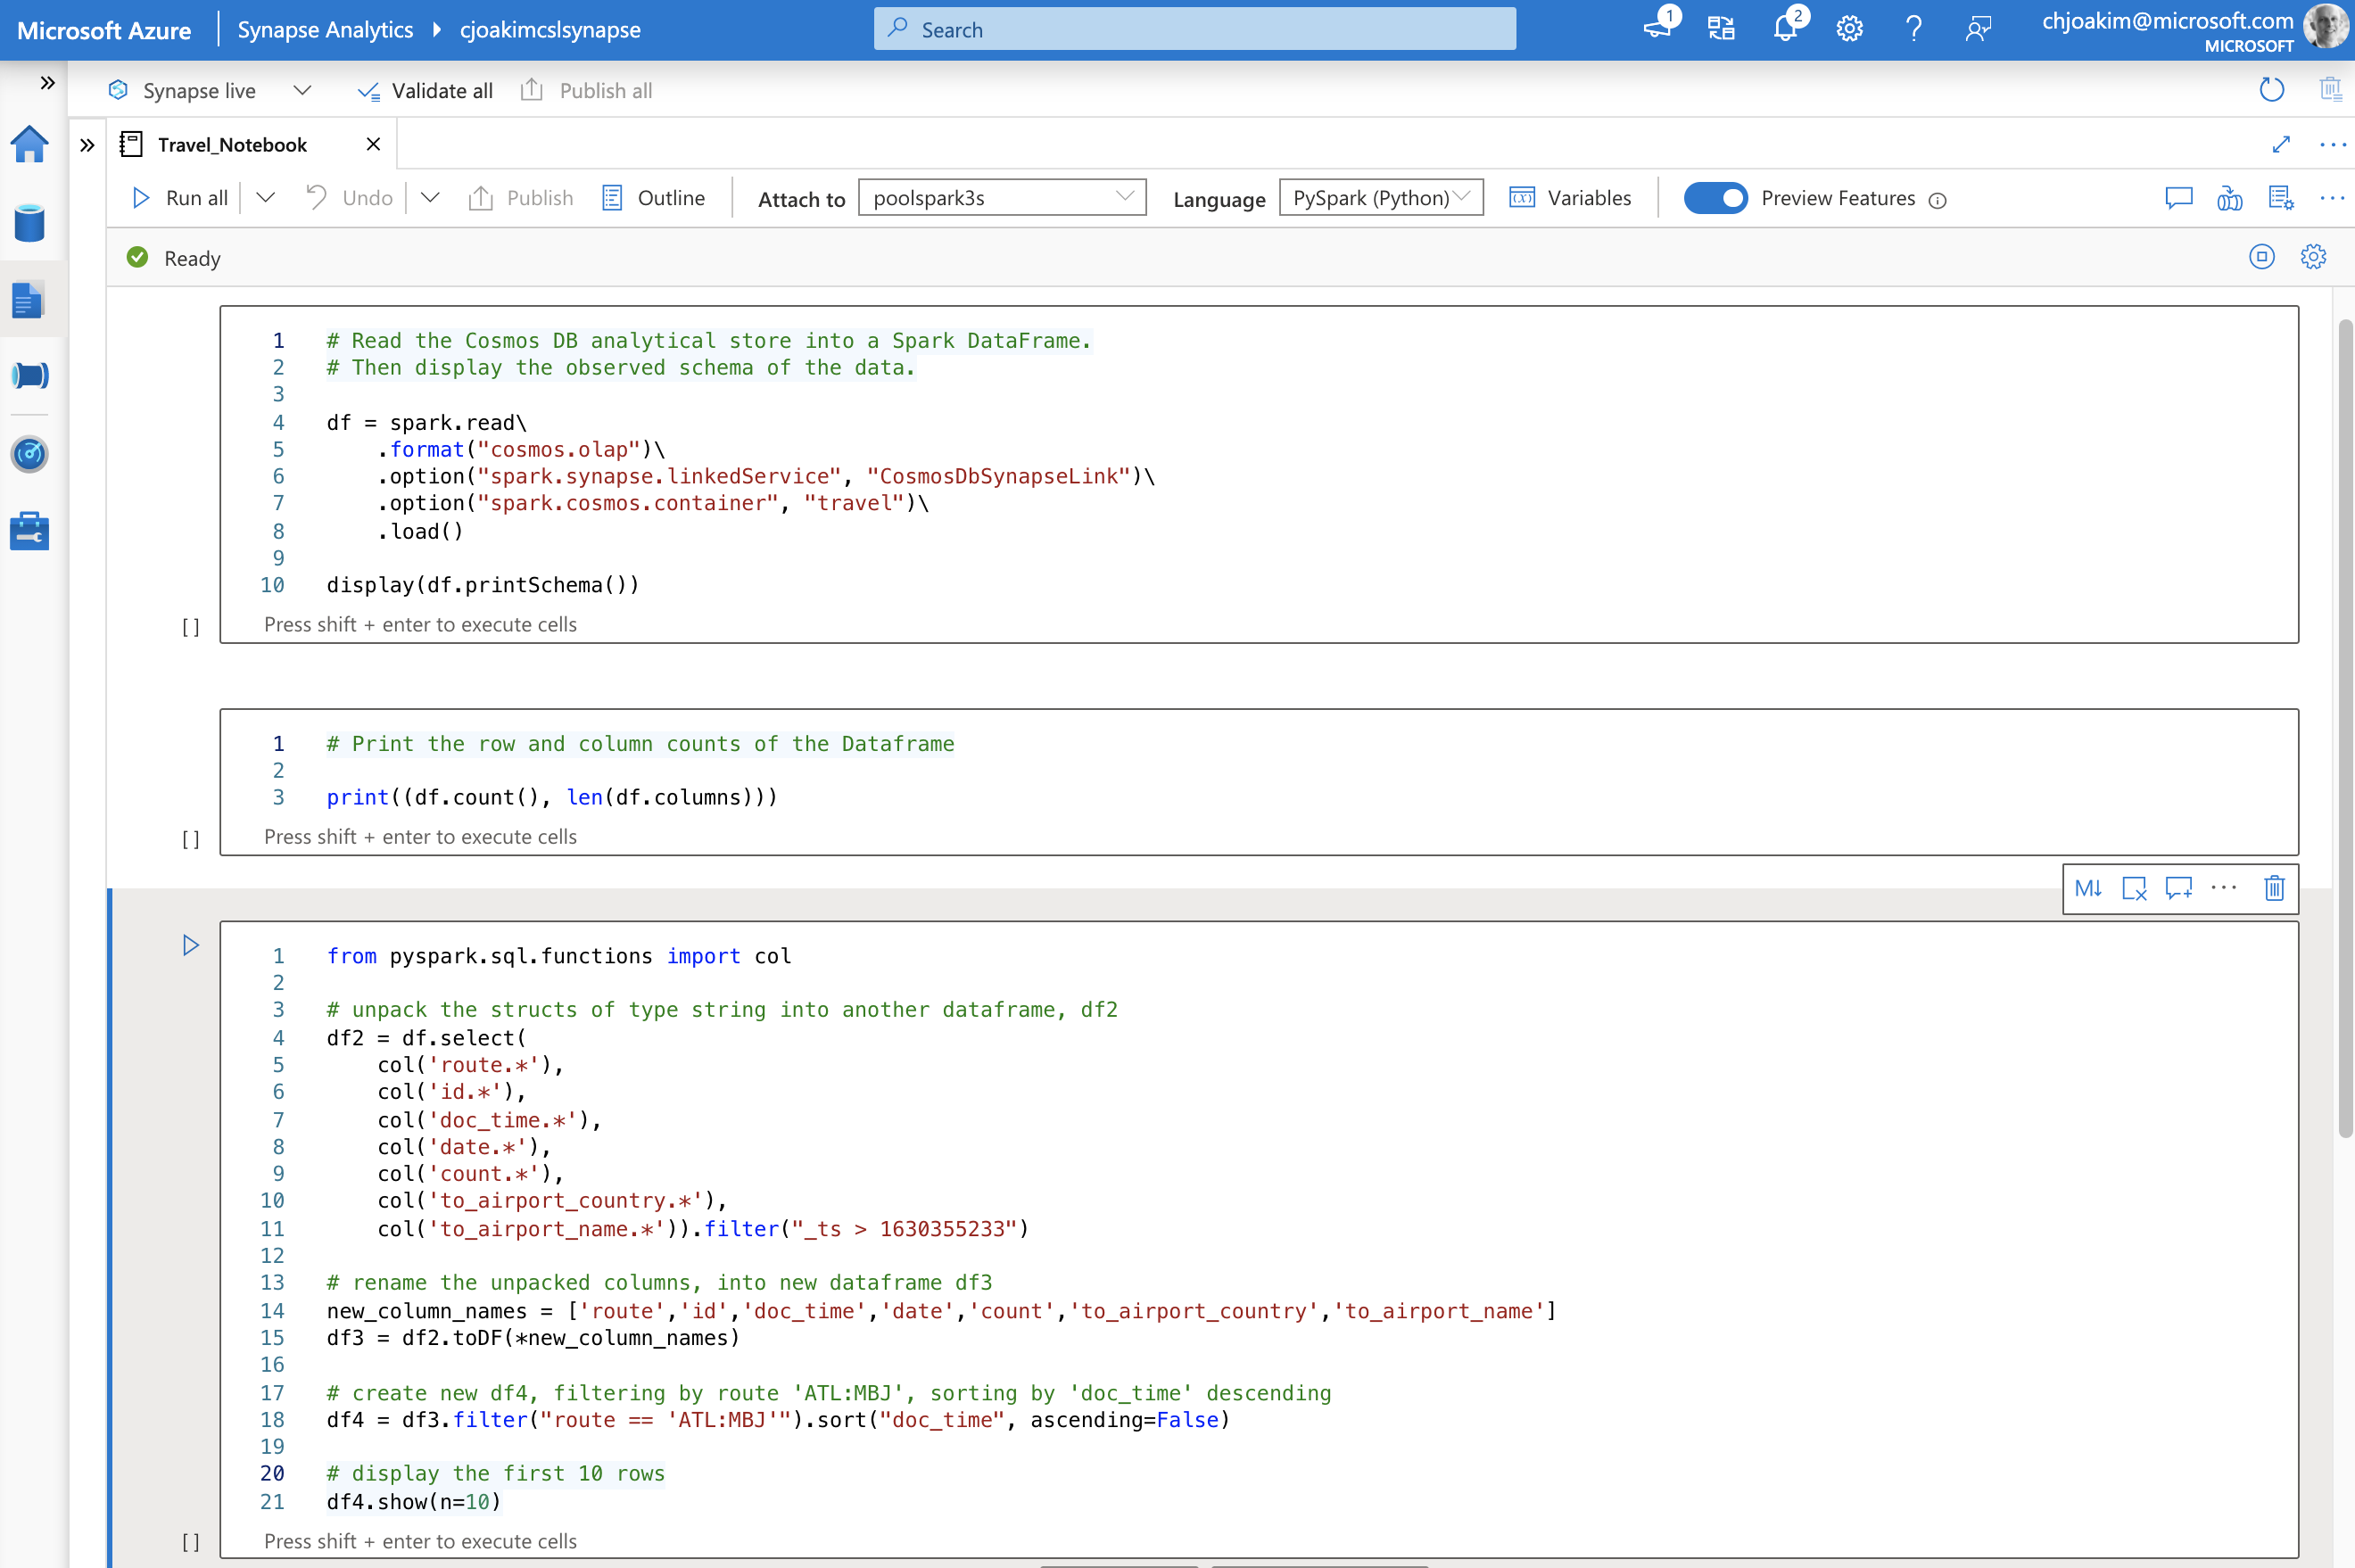 Microsoft Azure
Synapse Analytics
cjoakimcslsynapse
Search
1
2
chjoakim@microsoft.com
MICROSOFT
Synapse live
Validate all
Publish all
Travel_Notebook
Run all
Undo
Publish
Outline
Attach to
poolspark3s
Language
PySpark (Python)
Variables
Preview Features
Ready
1 # Read the Cosmos DB analytical store into a Spark DataFrame.
2 # Then display the observed schema of the data.
3
4 df = spark.read\
5     .format("cosmos.olap")\
6     .option("spark.synapse.linkedService", "CosmosDbSynapseLink")\
7     .option("spark.cosmos.container", "travel")\
8     .load()
9
10 display(df.printSchema())
[ ] Press shift + enter to execute cells
1 # Print the row and column counts of the Dataframe
2
3 print((df.count(), len(df.columns)))
[ ] Press shift + enter to execute cells
M↓
1 from pyspark.sql.functions import col
2
3 # unpack the structs of type string into another dataframe, df2
4 df2 = df.select(
5     col('route.*'),
6     col('id.*'),
7     col('doc_time.*'),
8     col('date.*'),
9     col('count.*'),
10     col('to_airport_country.*'),
11     col('to_airport_name.*')).filter("_ts > 1630355233")
12
13 # rename the unpacked columns, into new dataframe df3
14 new_column_names = ['route','id','doc_time','date','count','to_airport_country','to_airport_name']
15 df3 = df2.toDF(*new_column_names)
16
17 # create new df4, filtering by route 'ATL:MBJ', sorting by 'doc_time' descending
18 df4 = df3.filter("route == 'ATL:MBJ'").sort("doc_time", ascending=False)
19
20 # display the first 10 rows
21 df4.show(n=10)
[ ] Press shift + enter to execute cells